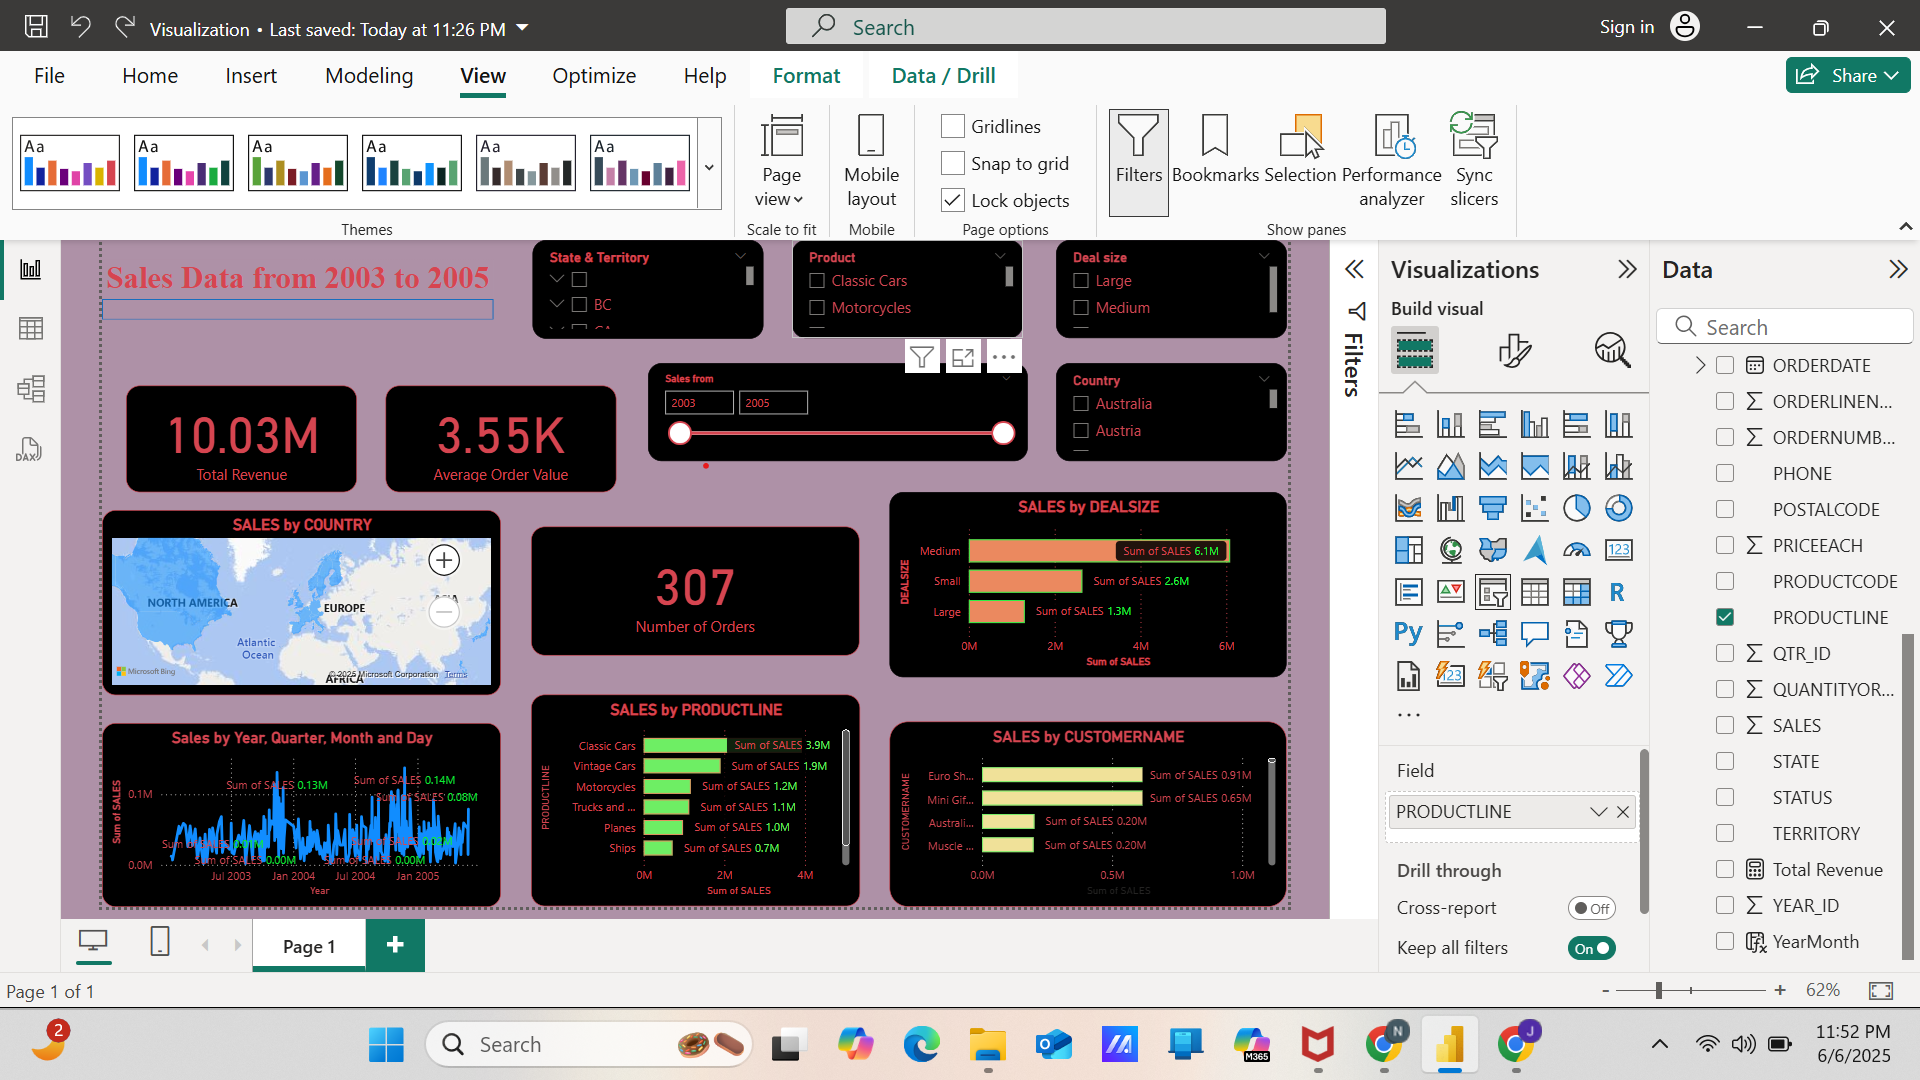 Visualization • Last saved: Today at 11:26 PM
Search
Sign in
File Home Insert Modeling View Optimize Help Format Data / Drill
Share
Aa Aa Aa Aa Aa Aa
Page view
Mobile layout
Gridlines
Snap to grid
Lock objects
Filters
Bookmarks
Selection
Performance analyzer
Sync slicers
Themes
Scale to fit
Mobile
Page options
Show panes
Sales Data from 2003 to 2005
State & Territory
BC
Product
Classic Cars
Motorcycles
Deal size
Large
Medium
10.03M
Total Revenue
3.55K
Average Order Value
Sales from
2003 2005
Country
Australia
Austria
SALES by COUNTRY
NORTH AMERICA
EUROPE
Atlantic
Ocean
AFRICA
Microsoft Bing
© 2025 Microsoft Corporation Terms
307
Number of Orders
SALES by DEALSIZE
DEALSIZE
Medium Sum of SALES 6.1M
Small Sum of SALES 2.6M
Large Sum of SALES 1.3M
0M 2M 4M 6M
Sum of SALES
Sales by Year, Quarter, Month and Day
Sum of SALES
0.1M
0.0M
Sum of SALES 0.13M
Sum of SALES 0.14M
Sum of SALES 0.08M
Sum of SALES 0.00M
Sum of SALES 0.00M
Jul 2003 Jan 2004 Jul 2004 Jan 2005
Year
SALES by PRODUCTLINE
PRODUCTLINE
Classic Cars Sum of SALES 3.9M
Vintage Cars Sum of SALES 1.9M
Motorcycles Sum of SALES 1.2M
Trucks and ... Sum of SALES 1.1M
Planes Sum of SALES 1.0M
Ships Sum of SALES 0.7M
0M 2M 4M
Sum of SALES
SALES by CUSTOMERNAME
CUSTOMERNAME
Euro Sh... Sum of SALES 0.91M
Mini Gif... Sum of SALES 0.65M
Australi... Sum of SALES 0.20M
Muscle ... Sum of SALES 0.20M
0.0M 0.5M 1.0M
Sum of SALES
Filters
Visualizations
Build visual
123
R
Py
123
Field
PRODUCTLINE
Drill through
Cross-report Off
Keep all filters On
Data
Search
ORDERDATE
ORDERLINEN...
ORDERNUMB...
PHONE
POSTALCODE
PRICEEACH
PRODUCTCODE
PRODUCTLINE
QTR_ID
QUANTITYOR...
SALES
STATE
STATUS
TERRITORY
Total Revenue
YEAR_ID
YearMonth
DAX
Page 1
Page 1 of 1
62%
2
Search
M365
N
J
11:52 PM
6/6/2025